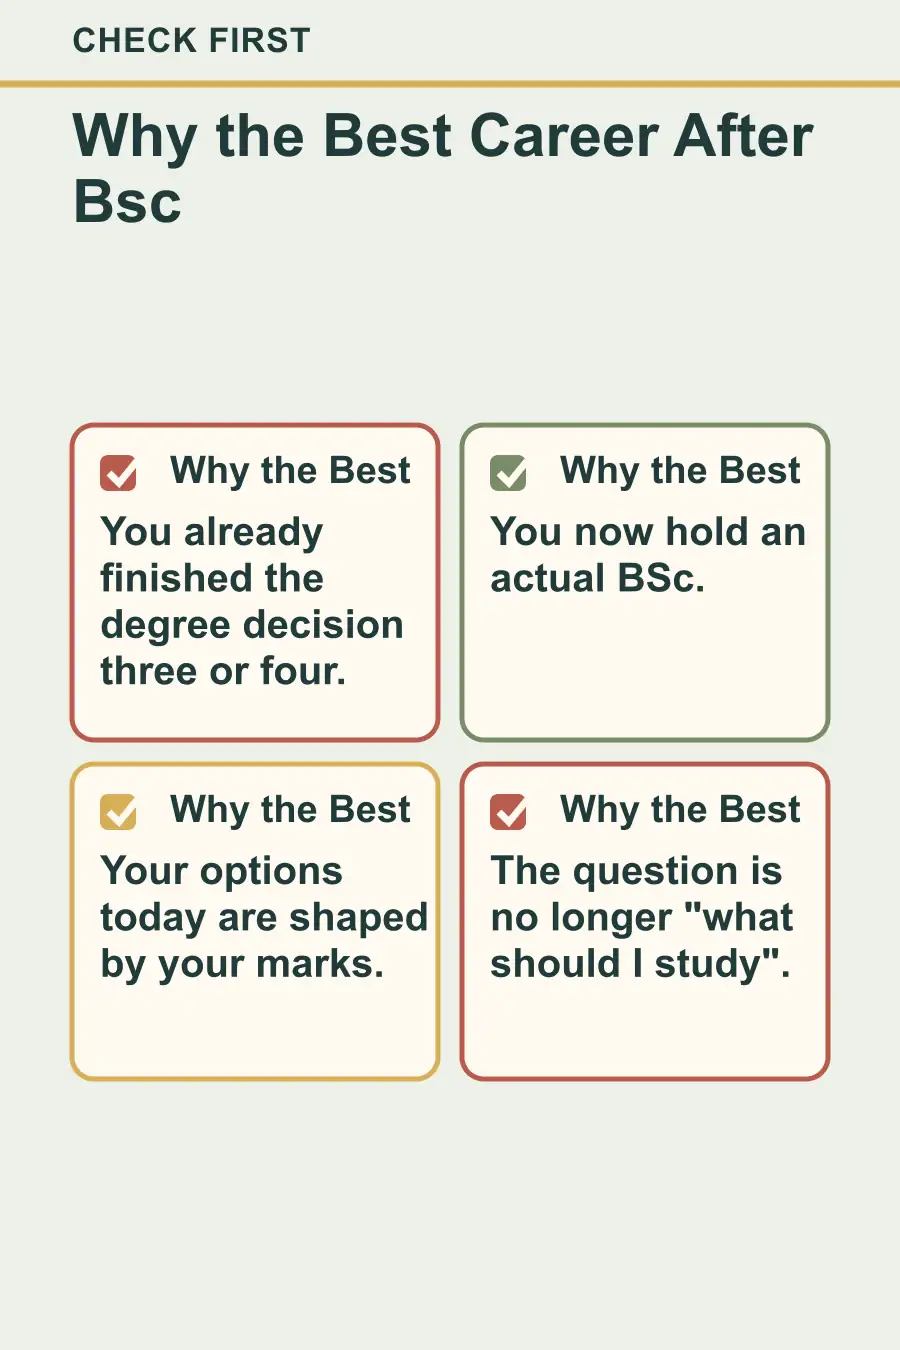 CHECK FIRST
Why the Best Career After
Bsc
Why the Best
You already
finished the
degree decision
three or four.
Why the Best
You now hold an
actual BSc.
Why the Best
Your options
today are shaped
by your marks.
Why the Best
The question is
no longer "what
should I study".